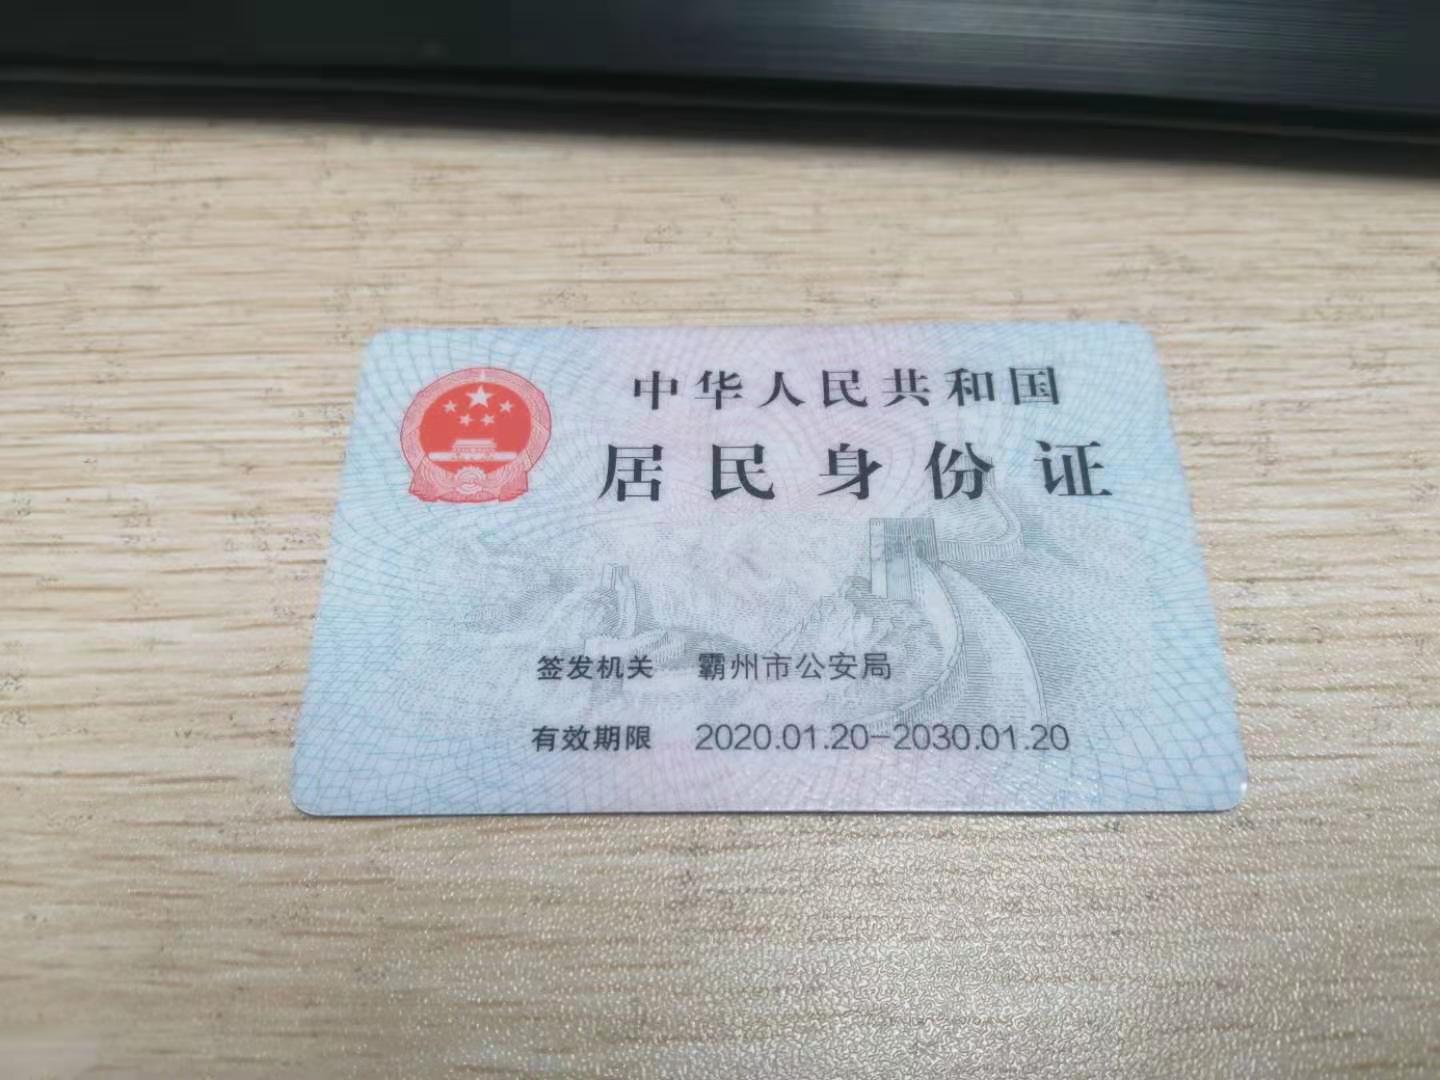 中华人民共和国
居民身份证
签发机关 霸州市公安局
有效期限 2020.01.20-2030.01.20